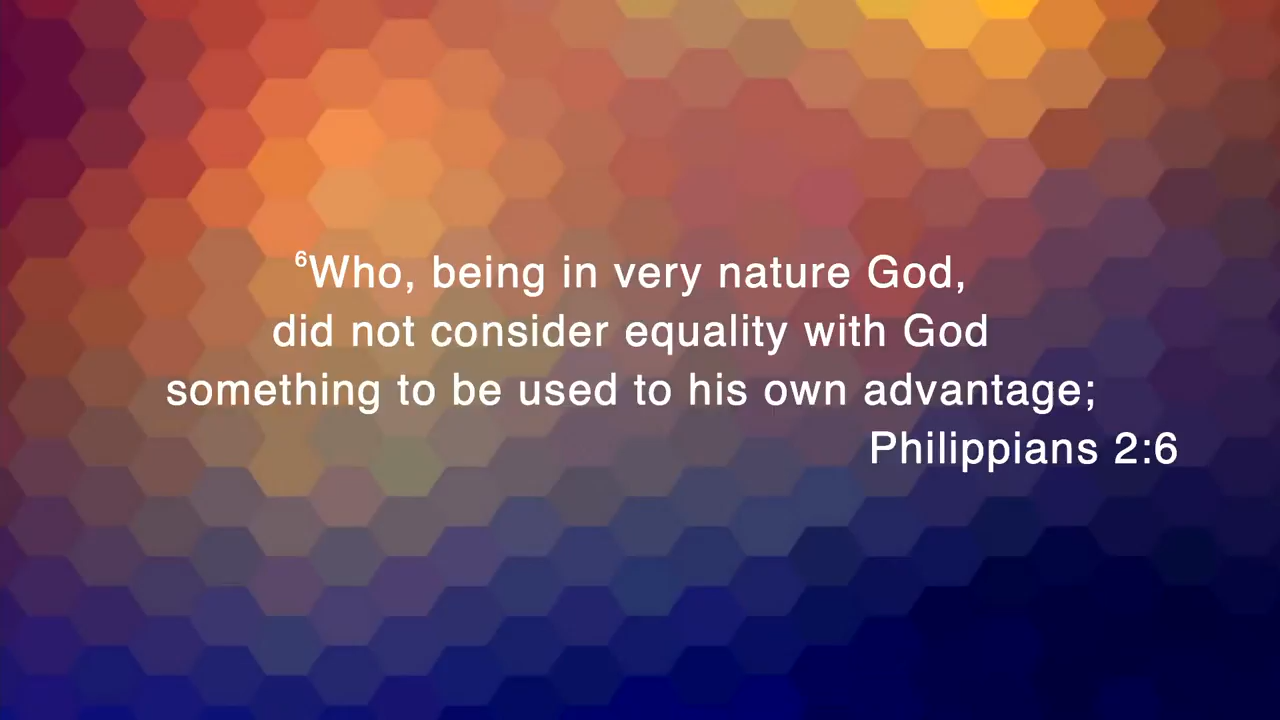 ⁶Who, being in very nature God,
did not consider equality with God
something to be used to his own advantage;
Philippians 2:6